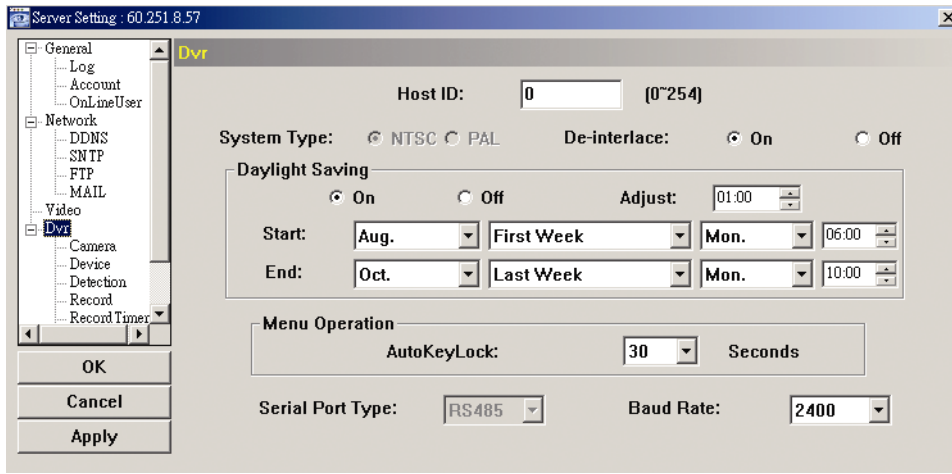 Server Setting : 60.251.8.57
General
Log
Account
OnLineUser
Network
DDNS
SNTP
FTP
MAIL
Video
Dvr
Camera
Device
Detection
Record
Record Timer
OK
Cancel
Apply
Dvr
Host ID: 0 (0~254)
System Type: NTSC PAL De-interlace: On Off
Daylight Saving
On Off Adjust: 01:00
Start: Aug. First Week Mon. 06:00
End: Oct. Last Week Mon. 10:00
Menu Operation
AutoKeyLock: 30 Seconds
Serial Port Type: RS485 Baud Rate: 2400